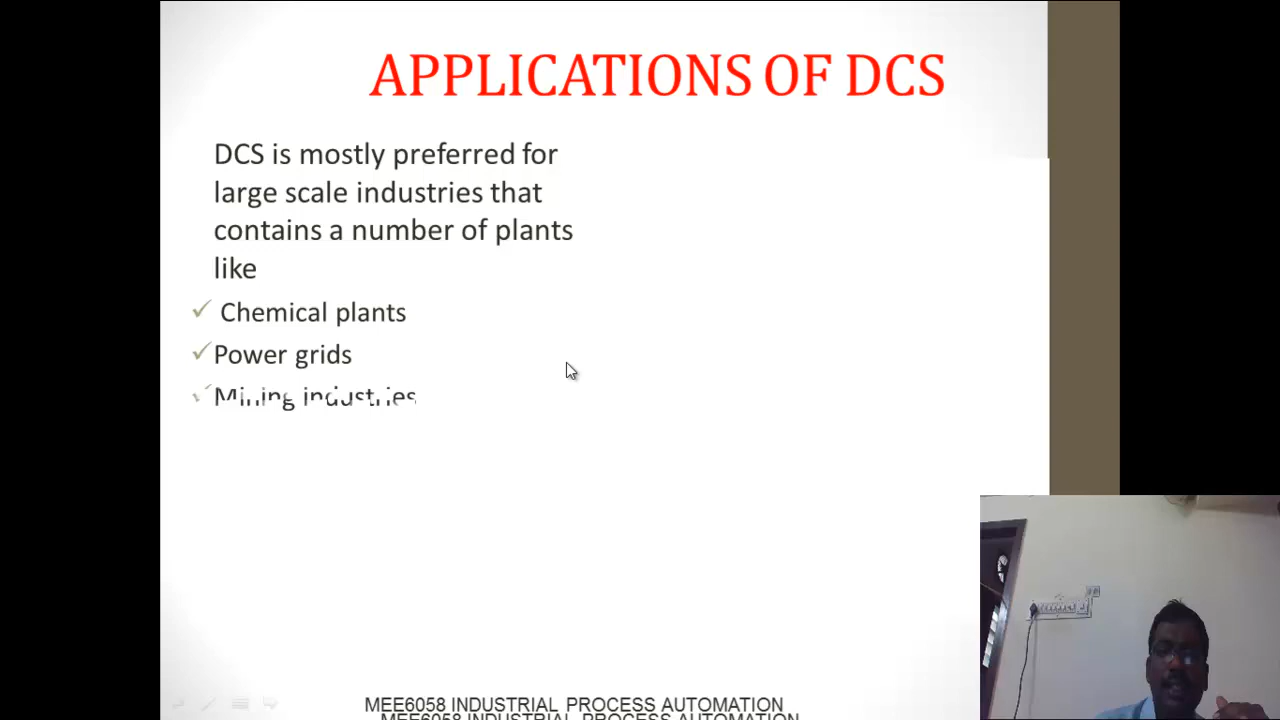 APPLICATIONS OF DCS
DCS is mostly preferred for
large scale industries that
contains a number of plants
like
Chemical plants
Power grids
Mining industries
MEE6058 INDUSTRIAL PROCESS AUTOMATION
MEE6058 INDUSTRIAL PROCESS AUTOMATION